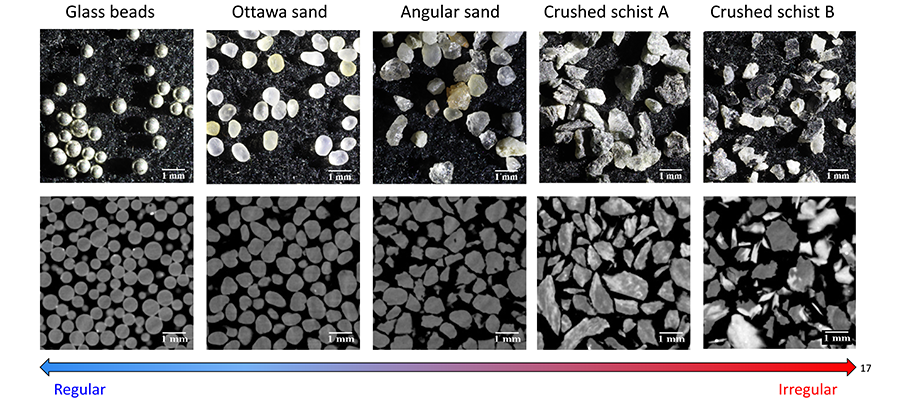 Glass beads Ottawa sand Angular sand Crushed schist A Crushed schist B
1 mm 1 mm 1 mm 1 mm 1 mm
1 mm 1 mm 1 mm 1 mm 1 mm
17
Regular Irregular